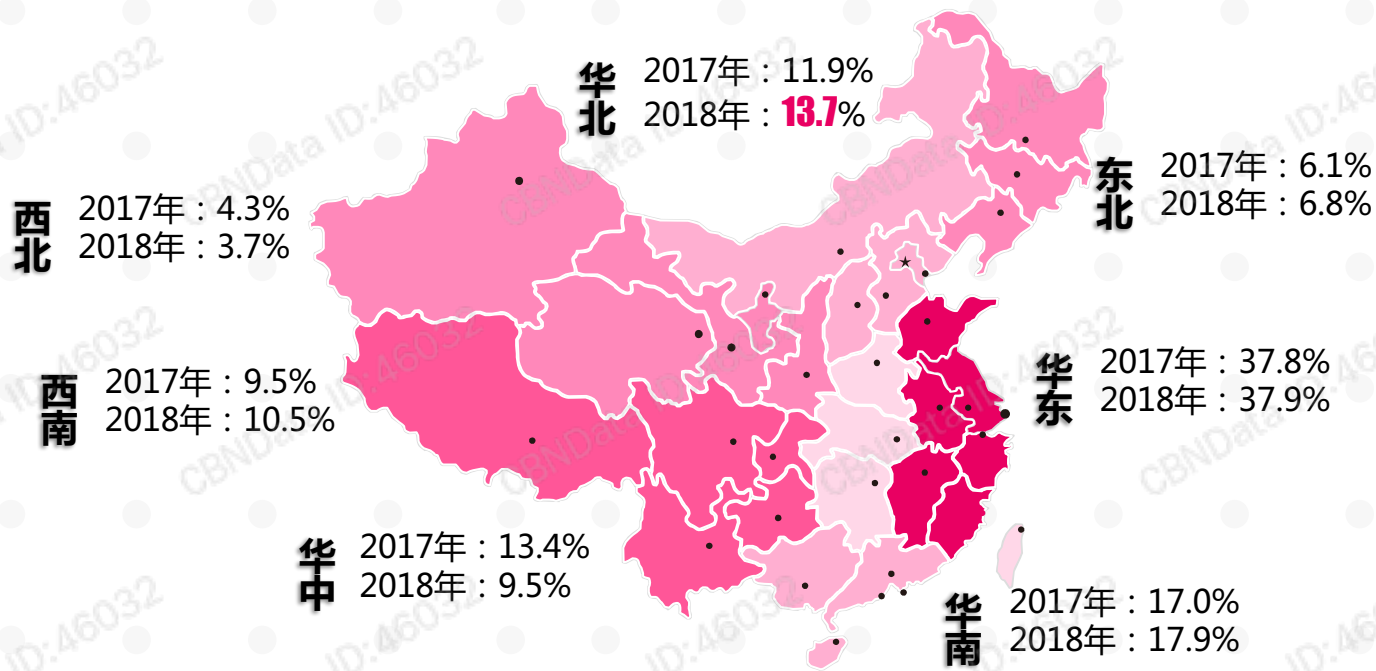 华北
2017年：11.9%
2018年：13.7%
东北
2017年：6.1%
2018年：6.8%
西北
2017年：4.3%
2018年：3.7%
华东
2017年：37.8%
2018年：37.9%
西南
2017年：9.5%
2018年：10.5%
华中
2017年：13.4%
2018年：9.5%
华南
2017年：17.0%
2018年：17.9%
CBNData ID:46032